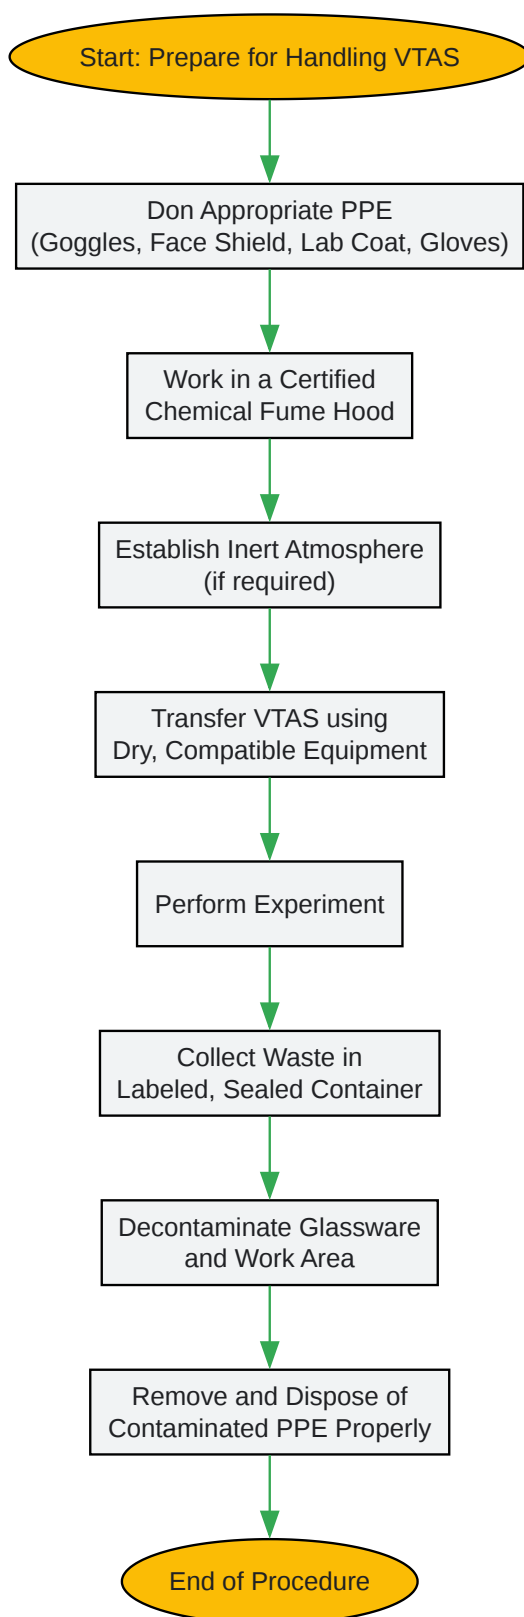 Start: Prepare for Handling VTAS
Don Appropriate PPE
(Goggles, Face Shield, Lab Coat, Gloves)
Work in a Certified
Chemical Fume Hood
Establish Inert Atmosphere
(if required)
Transfer VTAS using
Dry, Compatible Equipment
Perform Experiment
Collect Waste in
Labeled, Sealed Container
Decontaminate Glassware
and Work Area
Remove and Dispose of
Contaminated PPE Properly
End of Procedure